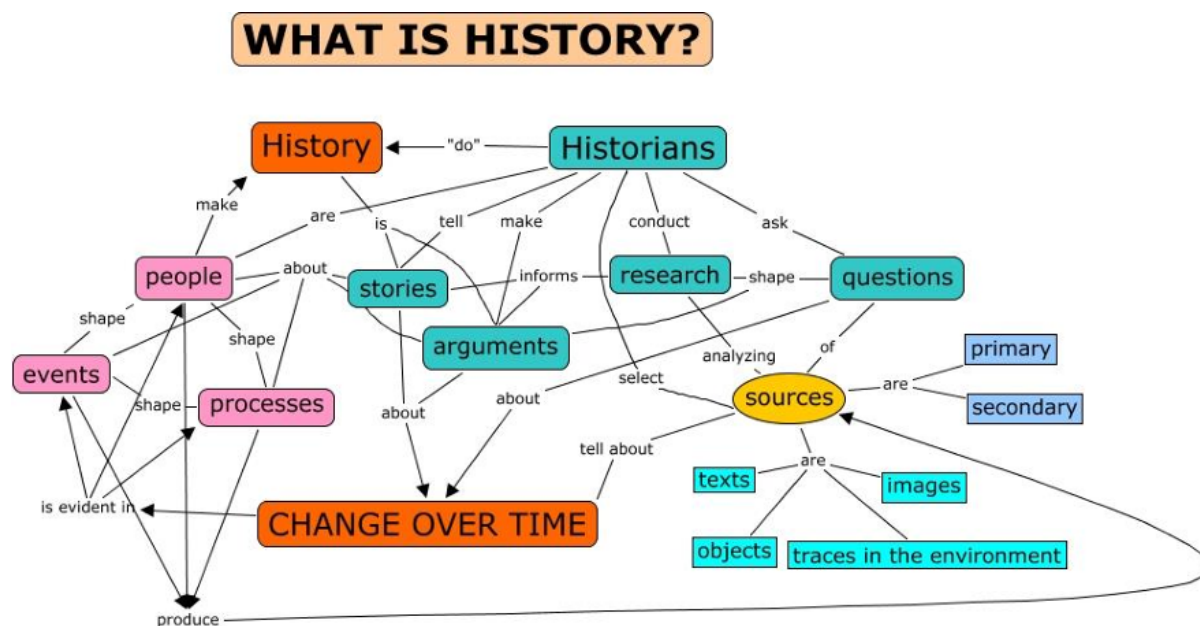 WHAT IS HISTORY?
History
"do"
Historians
make
are
is
tell
make
conduct
ask
people
about
stories
informs
research
shape
questions
shape
shape
arguments
analyzing
of
primary
events
shape
processes
about
about
select
sources
are
secondary
tell about
are
texts
images
is evident in
CHANGE OVER TIME
objects
traces in the environment
produce